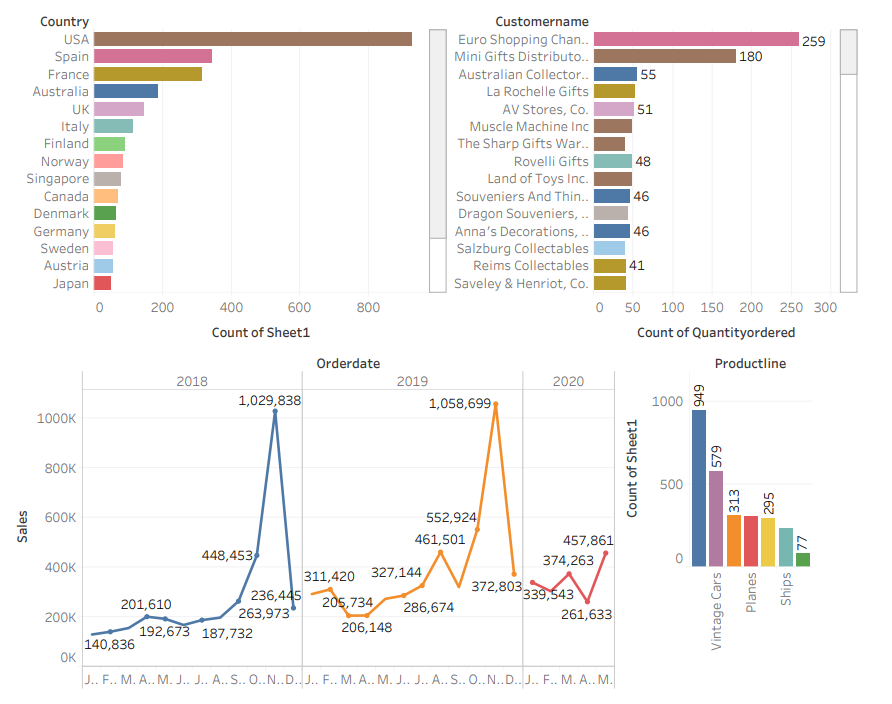 Country
USA
Spain
France
Australia
UK
Italy
Finland
Norway
Singapore
Canada
Denmark
Germany
Sweden
Austria
Japan
0 200 400 600 800
Count of Sheet1
Customername
Euro Shopping Chan.. 259
Mini Gifts Distributo.. 180
Australian Collector.. 55
La Rochelle Gifts
AV Stores, Co. 51
Muscle Machine Inc
The Sharp Gifts War..
Rovelli Gifts 48
Land of Toys Inc.
Souveniers And Thin.. 46
Dragon Souveniers, ..
Anna's Decorations, .. 46
Salzburg Collectables
Reims Collectables 41
Saveley & Henriot, Co.
0 50 100 150 200 250 300
Count of Quantityordered
Orderdate
2018 2019 2020
Sales
1000K
800K
600K
400K
200K
0K
140,836
201,610
192,673
187,732
448,453
263,973
1,029,838
236,445
311,420
205,734
206,148
327,144
286,674
461,501
552,924
1,058,699
372,803
339,543
374,263
261,633
457,861
J.. F.. M. A.. M. J.. J.. A.. S.. O.. N.. D.. J.. F.. M. A.. M. J.. J.. A.. S.. O.. N.. D.. J.. F.. M. A.. M.
Productline
Count of Sheet1
1000
500
0
949
579
313
295
77
Vintage Cars
Planes
Ships